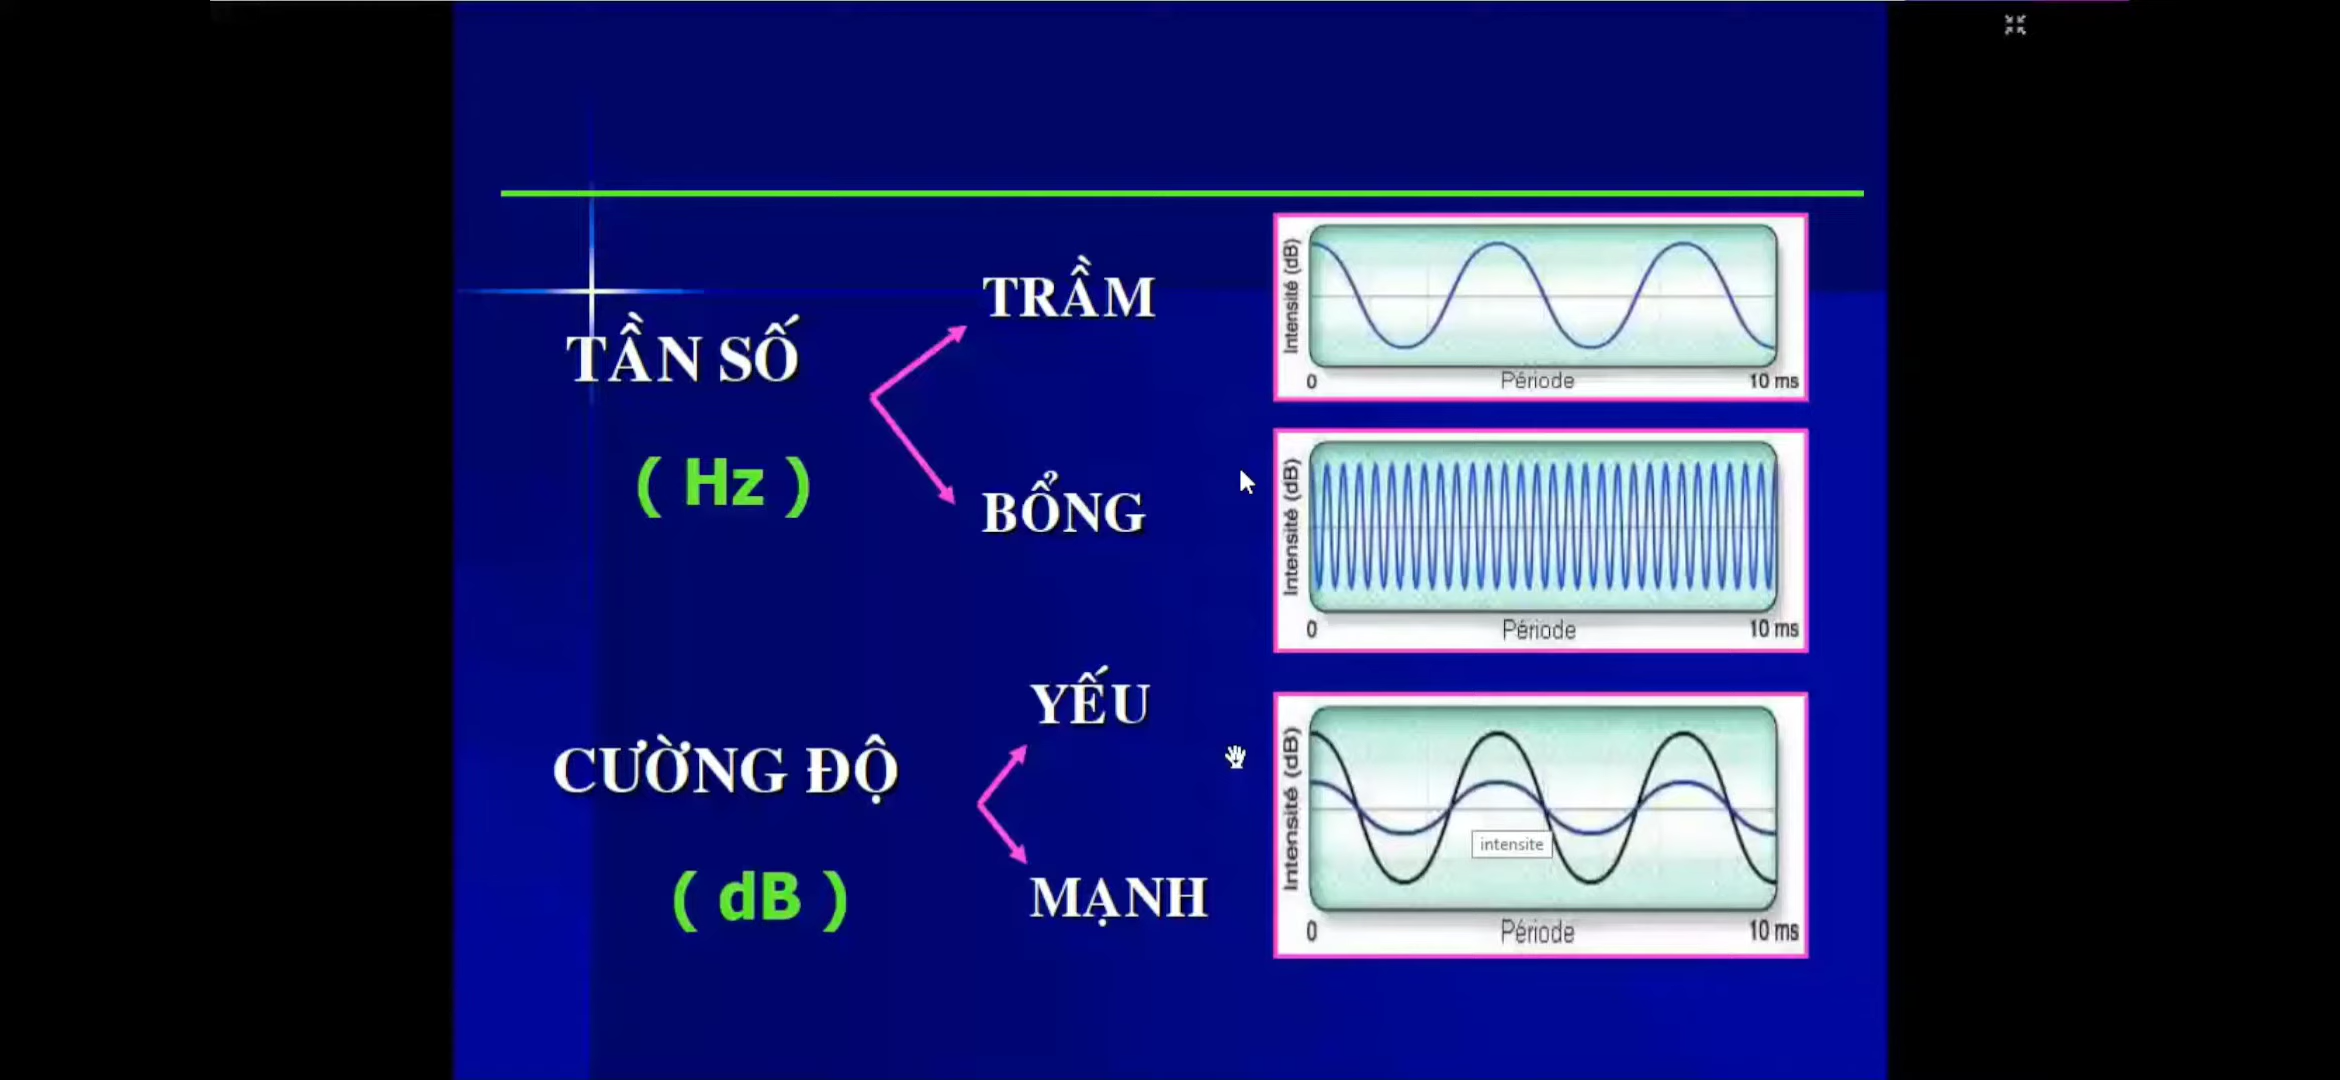 TẦN SỐ
( Hz )
TRẦM
BỔNG
Intensité (dB)
0 Période 10 ms
Intensité (dB)
0 Période 10 ms
CƯỜNG ĐỘ
( dB )
YẾU
MẠNH
Intensité (dB)
intensite
0 Période 10 ms